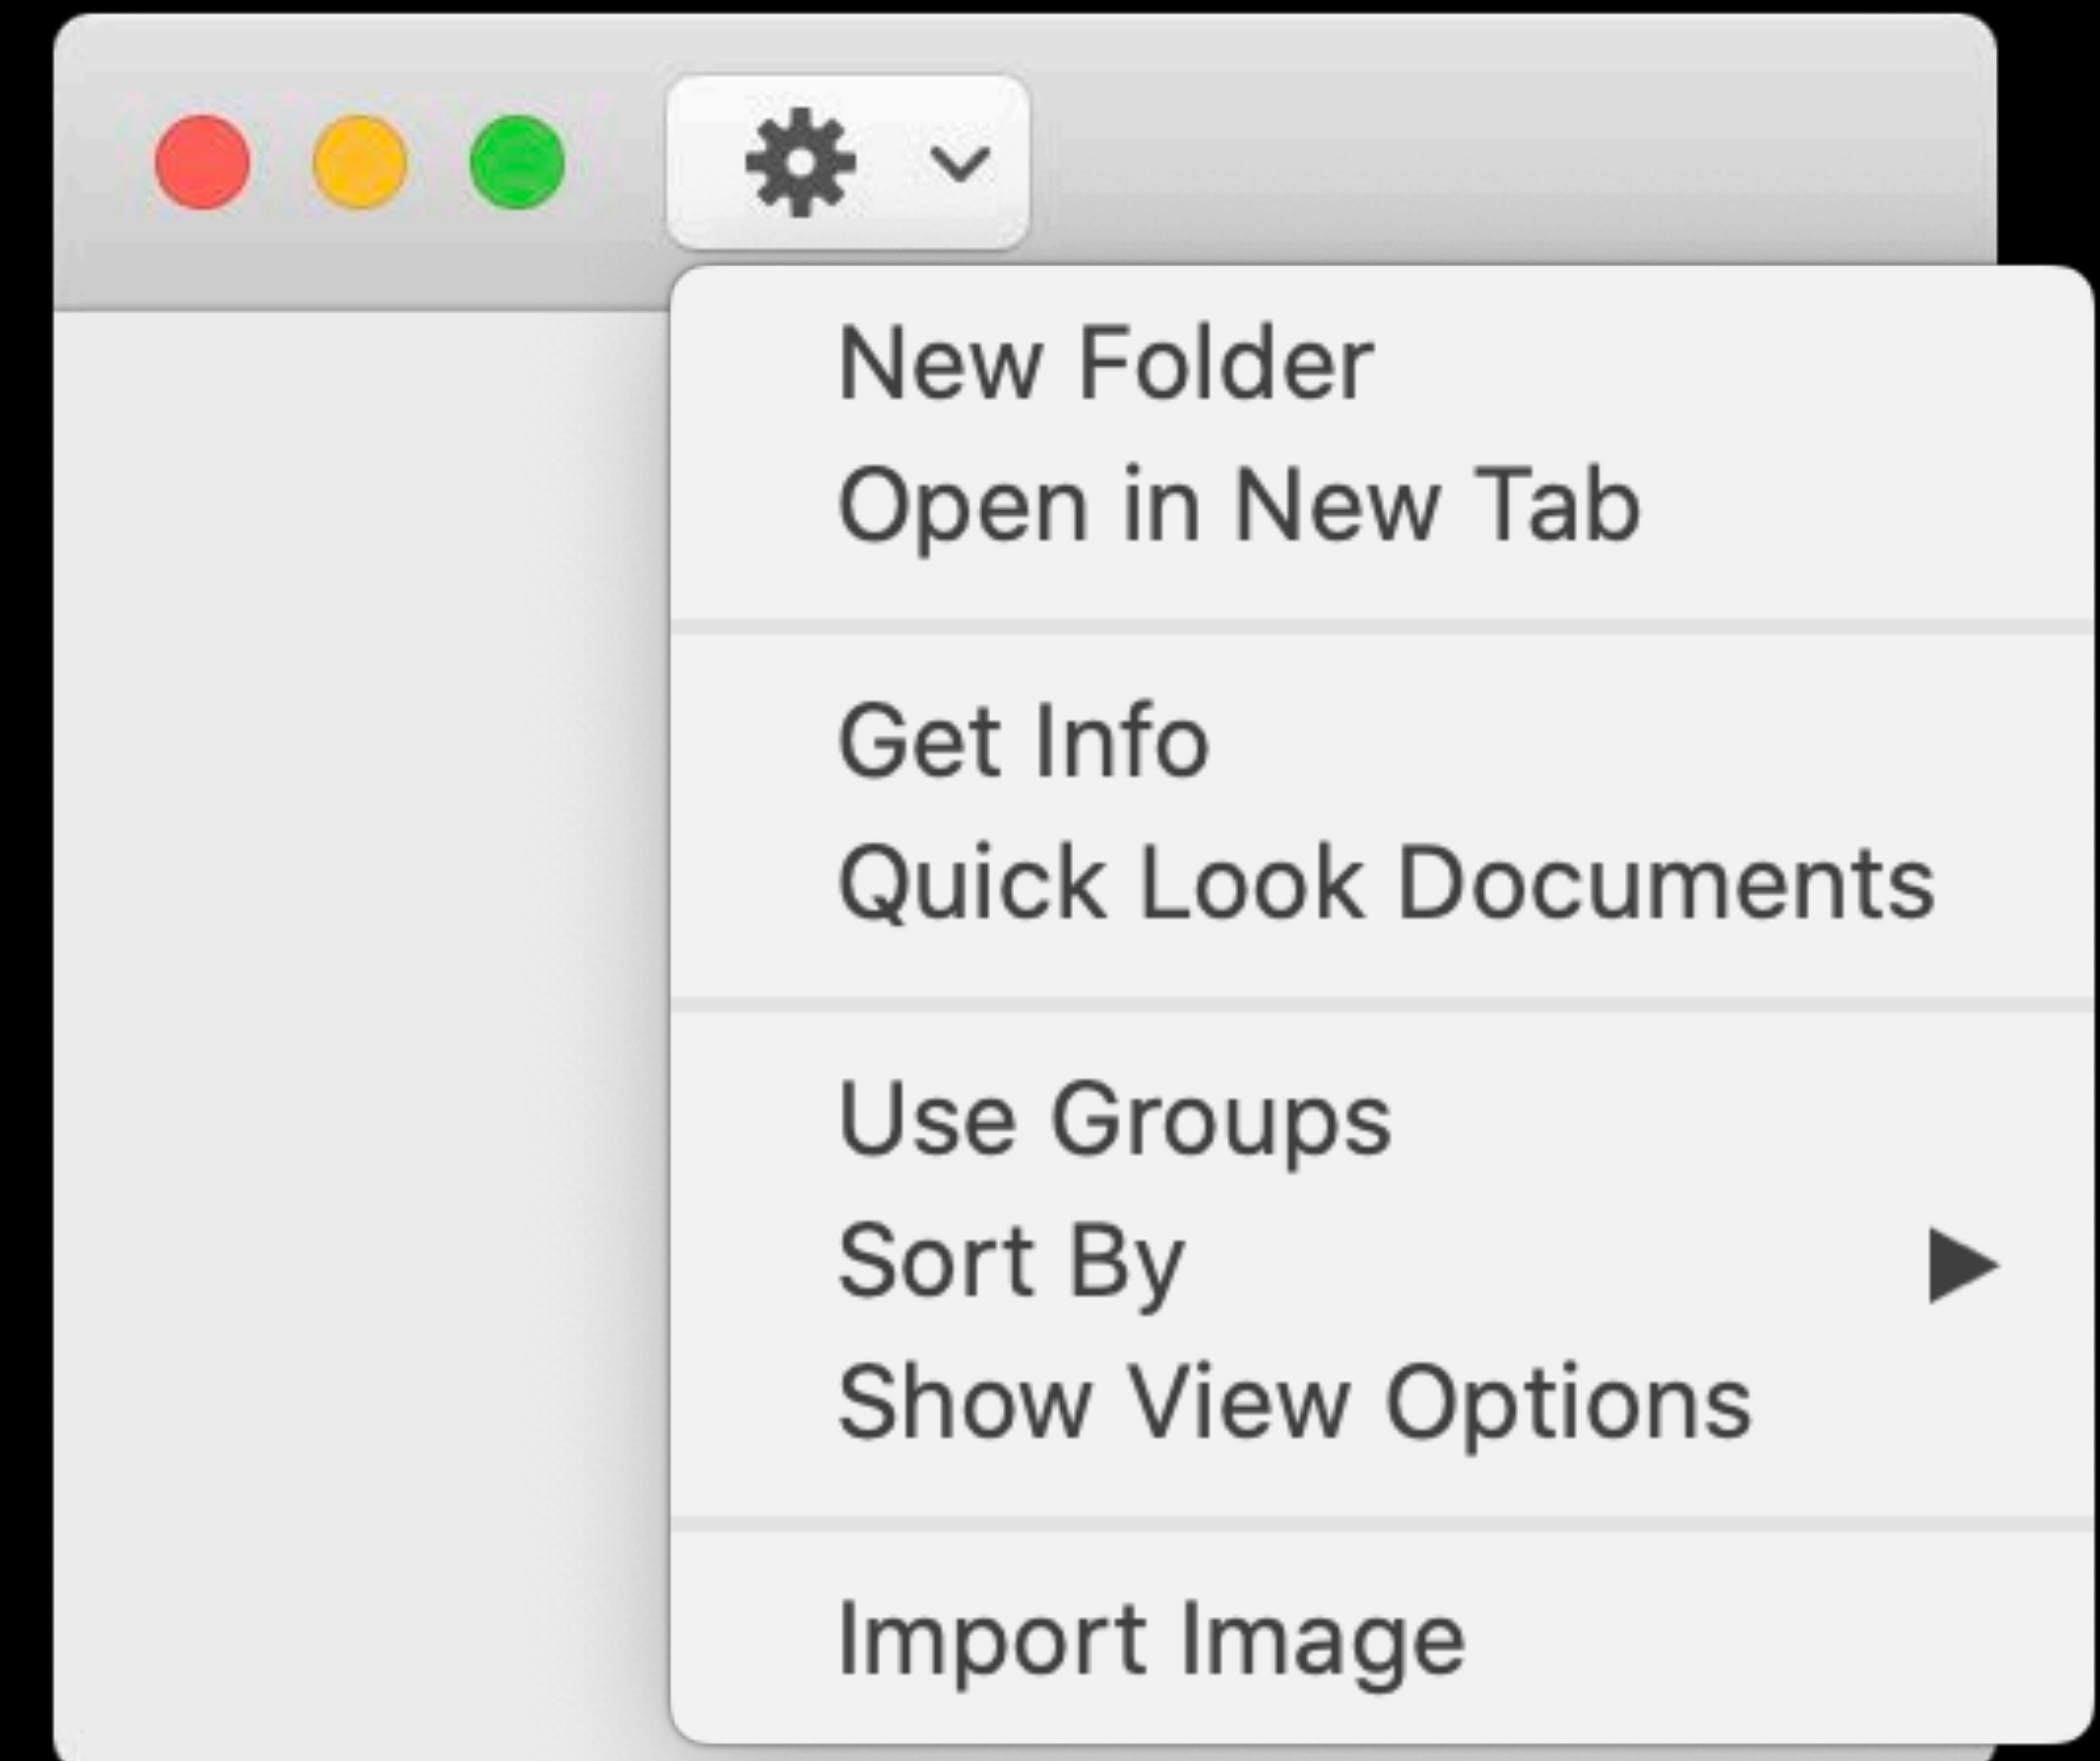 New Folder
Open in New Tab
Get Info
Quick Look Documents
Use Groups
Sort By
Show View Options
Import Image